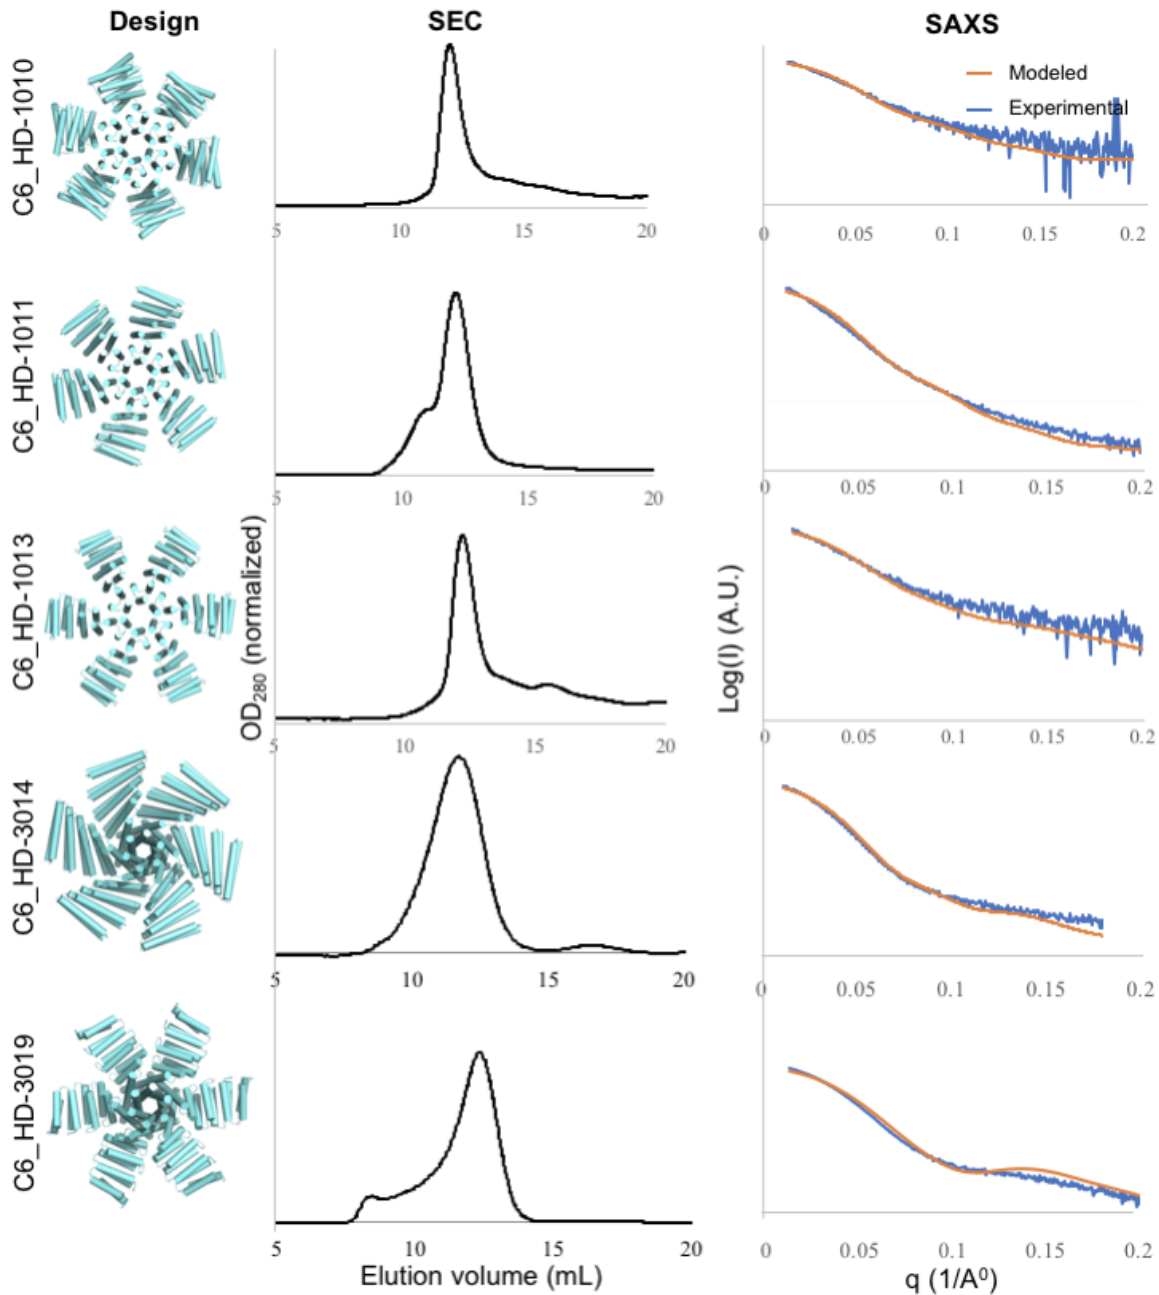 Design SEC SAXS
C6_HD-1010
Modeled
Experimental
5 10 15 20
0 0.05 0.1 0.15 0.2
C6_HD-1011
5 10 15 20
0 0.05 0.1 0.15 0.2
C6_HD-1013
OD280 (normalized)
Log(I) (A.U.)
5 10 15 20
0 0.05 0.1 0.15 0.2
C6_HD-3014
5 10 15 20
0 0.05 0.1 0.15 0.2
C6_HD-3019
5 10 15 20
0 0.05 0.1 0.15 0.2
Elution volume (mL)
q (1/A⁰)